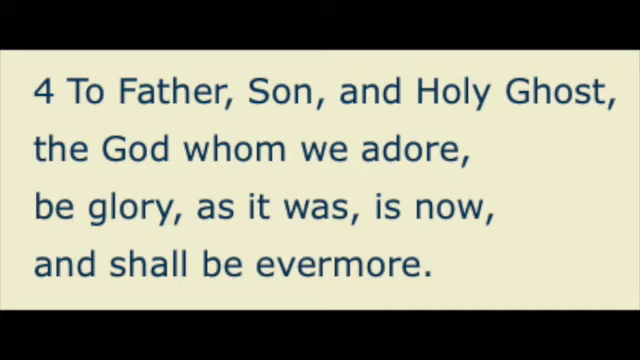 4 To Father, Son, and Holy Ghost,
the God whom we adore,
be glory, as it was, is now,
and shall be evermore.